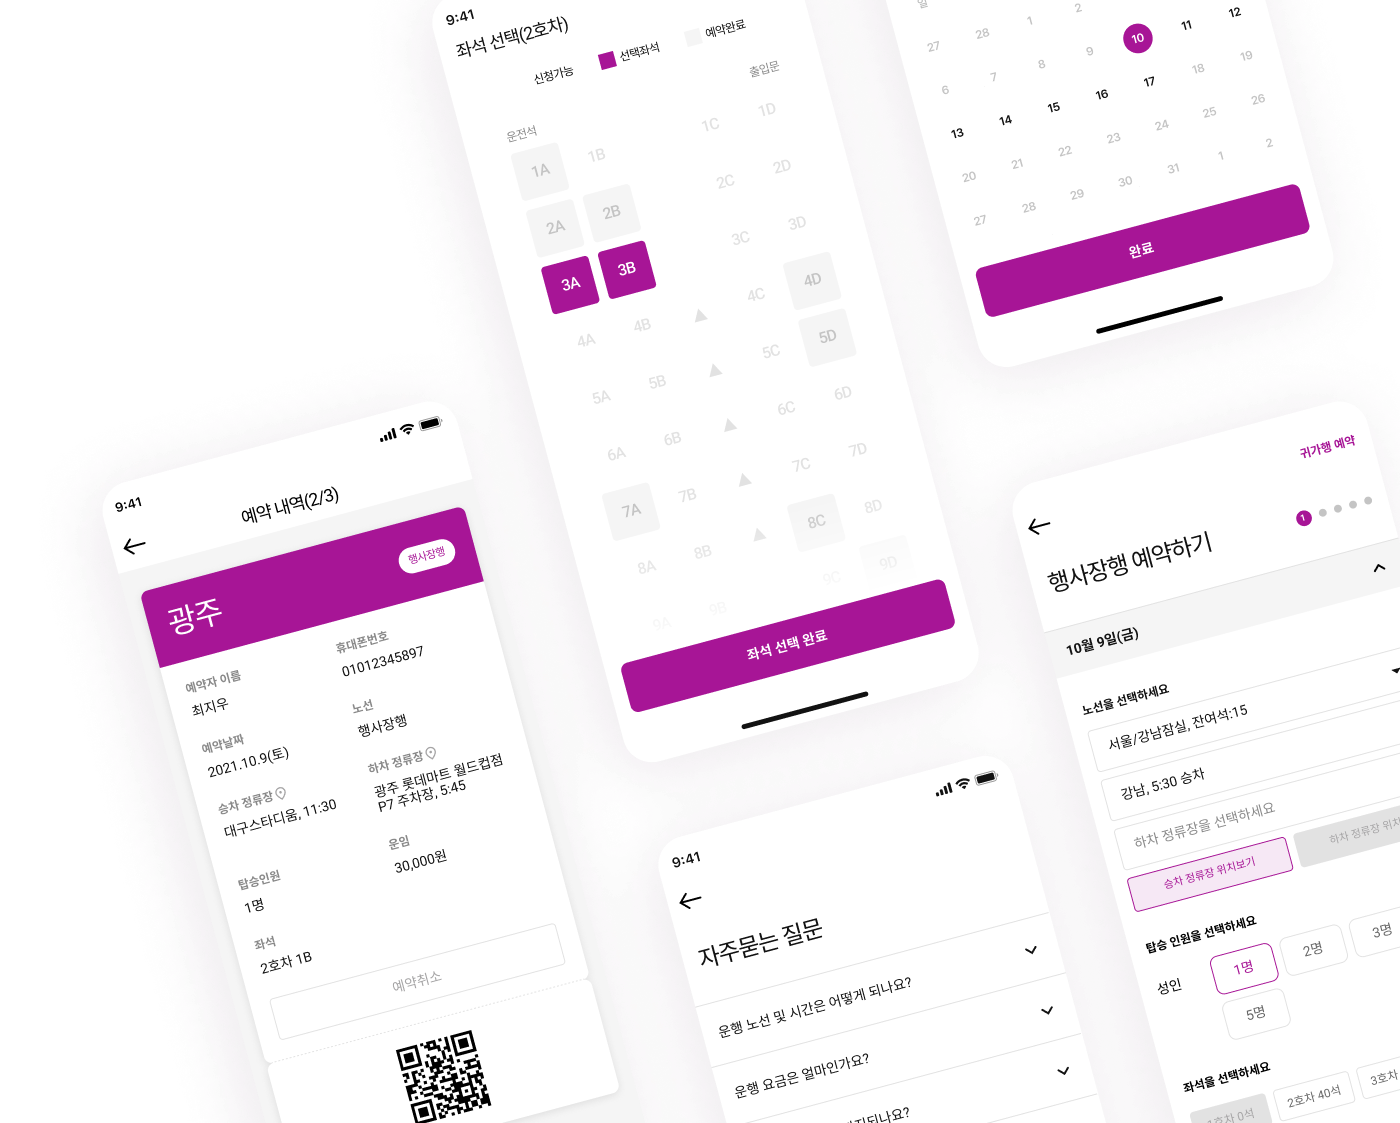 9:41
좌석 선택(2호차)
신청가능
선택좌석
예약완료
출입문
운전석
1A
1B
1C
1D
2A
2B
2C
2D
3A
3B
3C
3D
4A
4B
4C
4D
5A
5B
5C
5D
6A
6B
6C
6D
7A
7B
7C
7D
8A
8B
8C
8D
9A
9B
9C
9D
좌석 선택 완료
일
27 28 1 2
6 7 8 9 10 11 12
13 14 15 16 17 18 19
20 21 22 23 24 25 26
27 28 29 30 31 1 2
완료
9:41
예약 내역(2/3)
행사장행
광주
예약자 이름
최지우
휴대폰번호
01012345897
예약날짜
2021.10.9(토)
노선
행사장행
승차 정류장
대구스타디움, 11:30
하차 정류장
광주 롯데마트 월드컵점
P7 주차장, 5:45
탑승인원
1명
운임
30,000원
좌석
2호차 1B
예약취소
9:41
자주묻는 질문
운행 노선 및 시간은 어떻게 되나요?
운행 요금은 얼마인가요?
되나요?
귀가행 예약
1
행사장행 예약하기
10월 9일(금)
노선을 선택하세요
서울/강남잠실, 잔여석:15
강남, 5:30 승차
하차 정류장을 선택하세요
승차 정류장 위치보기
하차 정류장
탑승 인원을 선택하세요
성인
1명
2명
3명
5명
좌석을 선택하세요
0석
2호차 40석
3호차